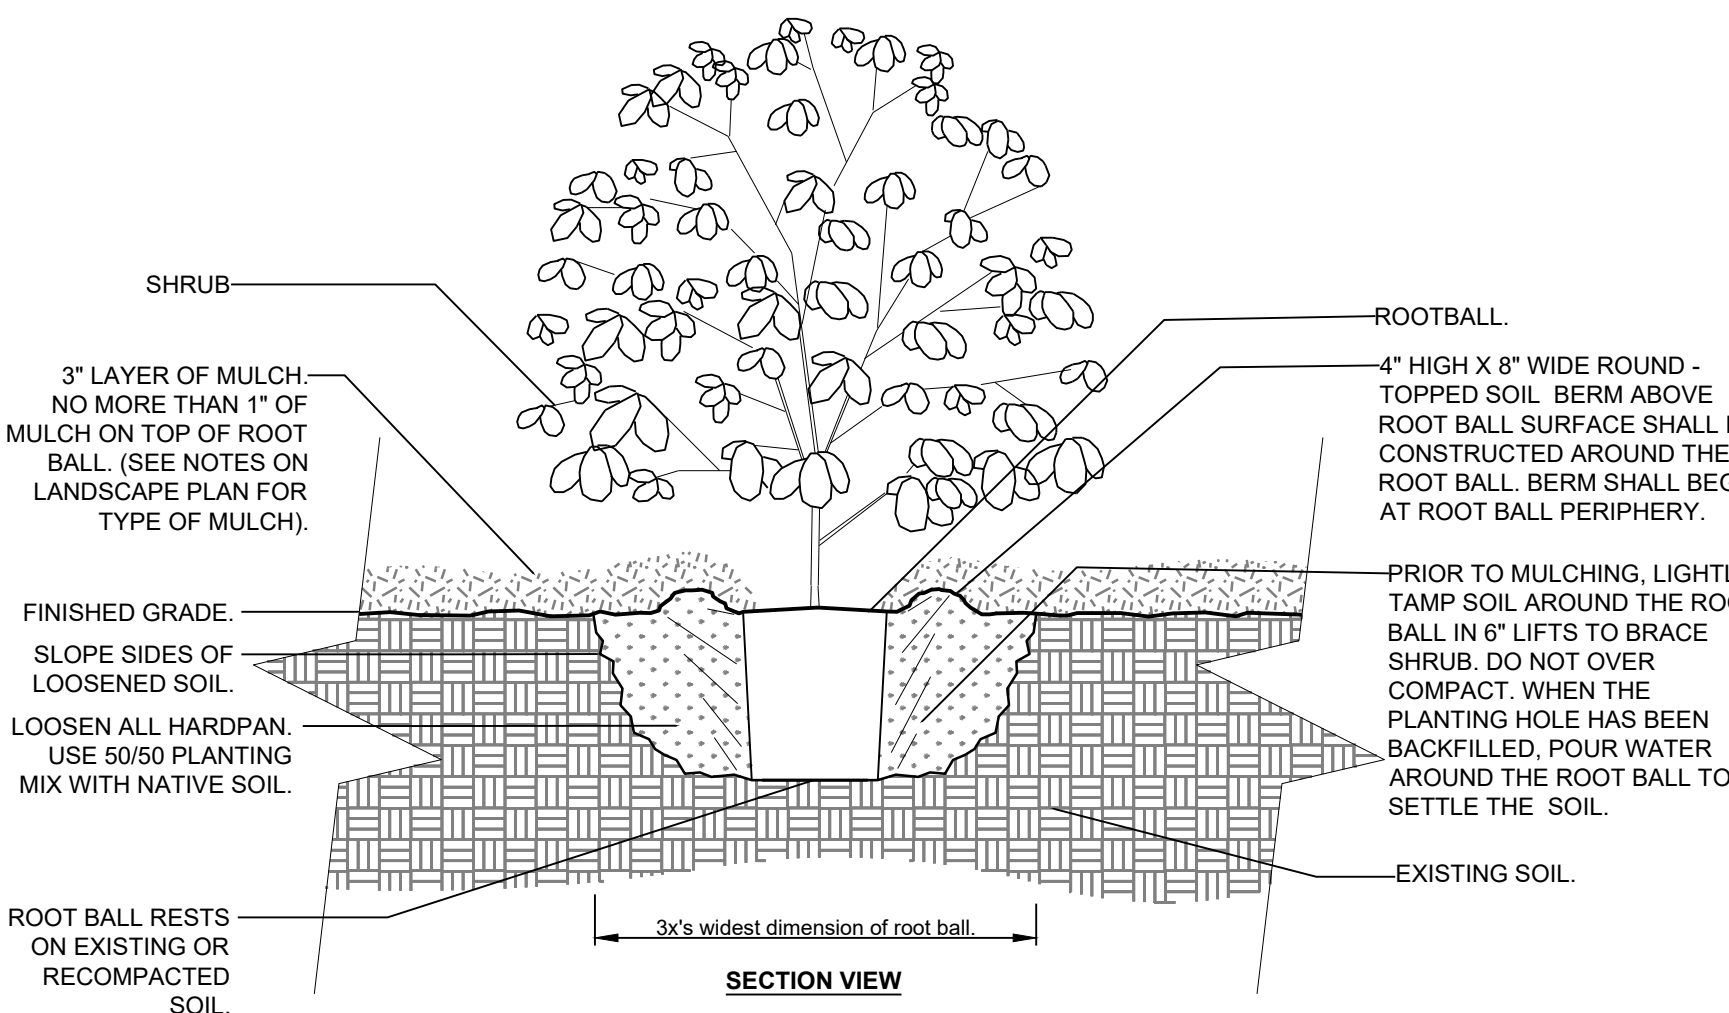 SHRUB
3" LAYER OF MULCH.
NO MORE THAN 1" OF
MULCH ON TOP OF ROOT
BALL. (SEE NOTES ON
LANDSCAPE PLAN FOR
TYPE OF MULCH).
FINISHED GRADE.
SLOPE SIDES OF
LOOSENED SOIL.
LOOSEN ALL HARDPAN.
USE 50/50 PLANTING
MIX WITH NATIVE SOIL.
ROOT BALL RESTS
ON EXISTING OR
RECOMPACTED
SOIL.
ROOTBALL.
4" HIGH X 8" WIDE ROUND -
TOPPED SOIL BERM ABOVE
ROOT BALL SURFACE SHALL
CONSTRUCTED AROUND THE
ROOT BALL. BERM SHALL
AT ROOT BALL PERIPHERY.
PRIOR TO MULCHING,
TAMP SOIL AROUND THE
BALL IN 6" LIFTS TO BRACE
SHRUB. DO NOT OVER
COMPACT. WHEN THE
PLANTING HOLE HAS BEEN
BACKFILLED, POUR WATER
AROUND THE ROOT BALL TO
SETTLE THE SOIL.
EXISTING SOIL.
3x's widest dimension of root ball.
SECTION VIEW